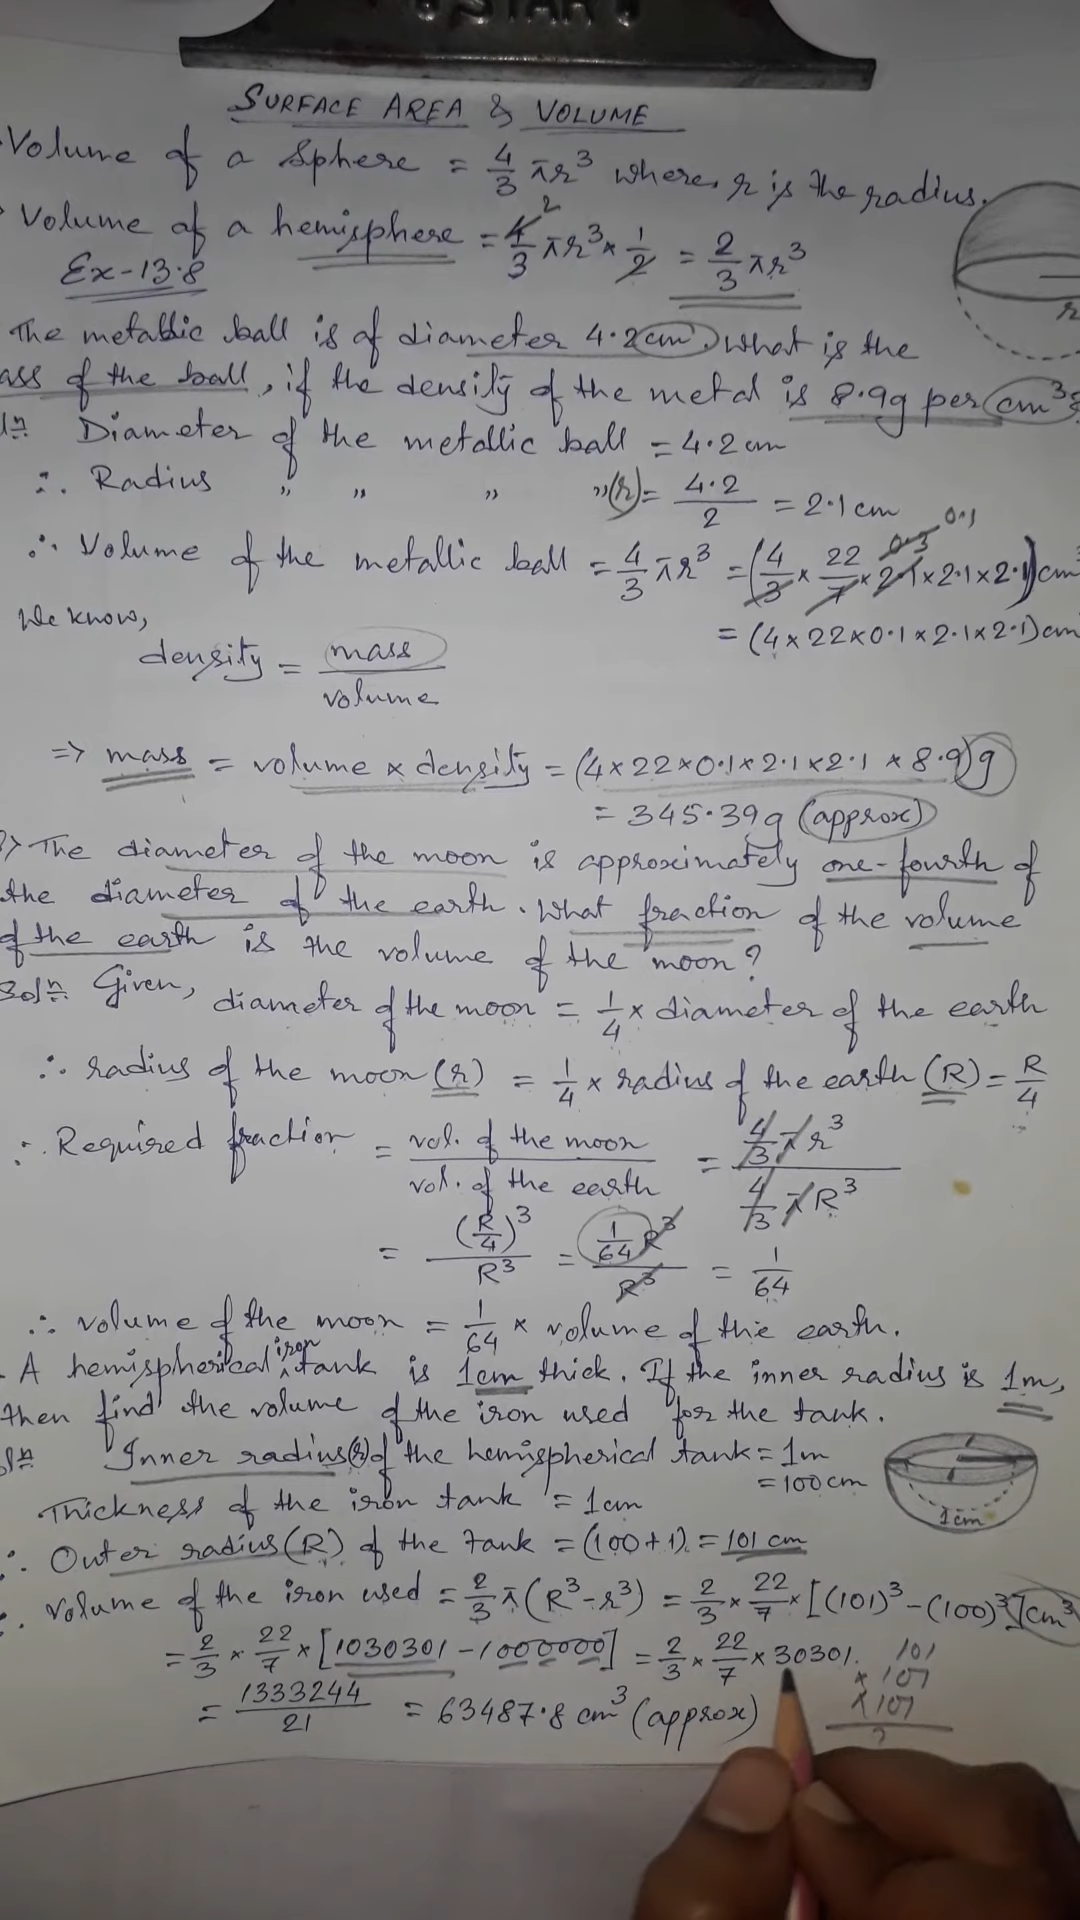 STAR
SURFACE AREA & VOLUME
Volume of a Sphere = 4/3 πr³ where, r is the radius.
Volume of a hemisphere = 4/3 πr³ × 1/2 = 2/3 πr³
2
Ex-13.8
r
The metallic ball is of diameter 4.2cm. What is the
ass of the ball, if the density of the metal is 8.9g per cm³?
Diameter of the metallic ball = 4.2 cm
∴ Radius " " " "(r) = 4.2/2 = 2.1 cm
0.3 0.1
∴ Volume of the metallic ball = 4/3 πr³ = (4/3 × 22/7 × 2.1 × 2.1 × 2.1) cm³
We know,
= (4×22×0.1×2.1×2.1) cm
density = mass/volume
⇒ mass = volume × density = (4×22×0.1×2.1×2.1 × 8.9)g
= 345.39g (approx)
The diameter of the moon is approximately one-fourth of
the diameter of the earth. What fraction of the volume
of the earth is the volume of the moon?
Solⁿ: Given, diameter of the moon = 1/4 × diameter of the earth
∴ radius of the moon (r) = 1/4 × radius of the earth (R) = R/4
∴ Required fraction = vol. of the moon/vol. of the earth = 4/3 πr³ / 4/3 πR³
= (R/4)³/R³ = 1/64 R³/R³ = 1/64
∴ volume of the moon = 1/64 × volume of the earth.
A hemispherical iron tank is 1cm thick. If the inner radius is 1m,
then find the volume of the iron used for the tank.
Inner radius(r) of the hemispherical tank = 1m
= 100cm
Thickness of the iron tank = 1cm
1cm
∴ Outer radius (R) of the tank = (100+1) = 101 cm
Volume of the iron used = 2/3 π (R³-r³) = 2/3 × 22/7 × [(101)³ - (100)³] cm³
= 2/3 × 22/7 × [1030301 - 1000000] = 2/3 × 22/7 × 30301.
= 1333244/21 = 63487.8 cm³ (approx)
101
× 101
× 101